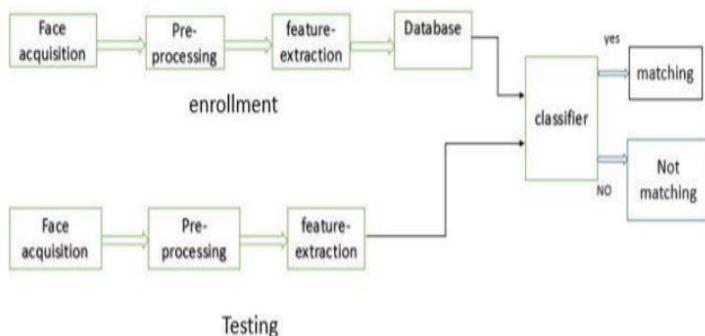 Face
acquisition
Pre-
processing
feature-
extraction
Database
enrollment
classifier
yes
matching
NO
Not
matching
Face
acquisition
Pre-
processing
feature-
extraction
Testing